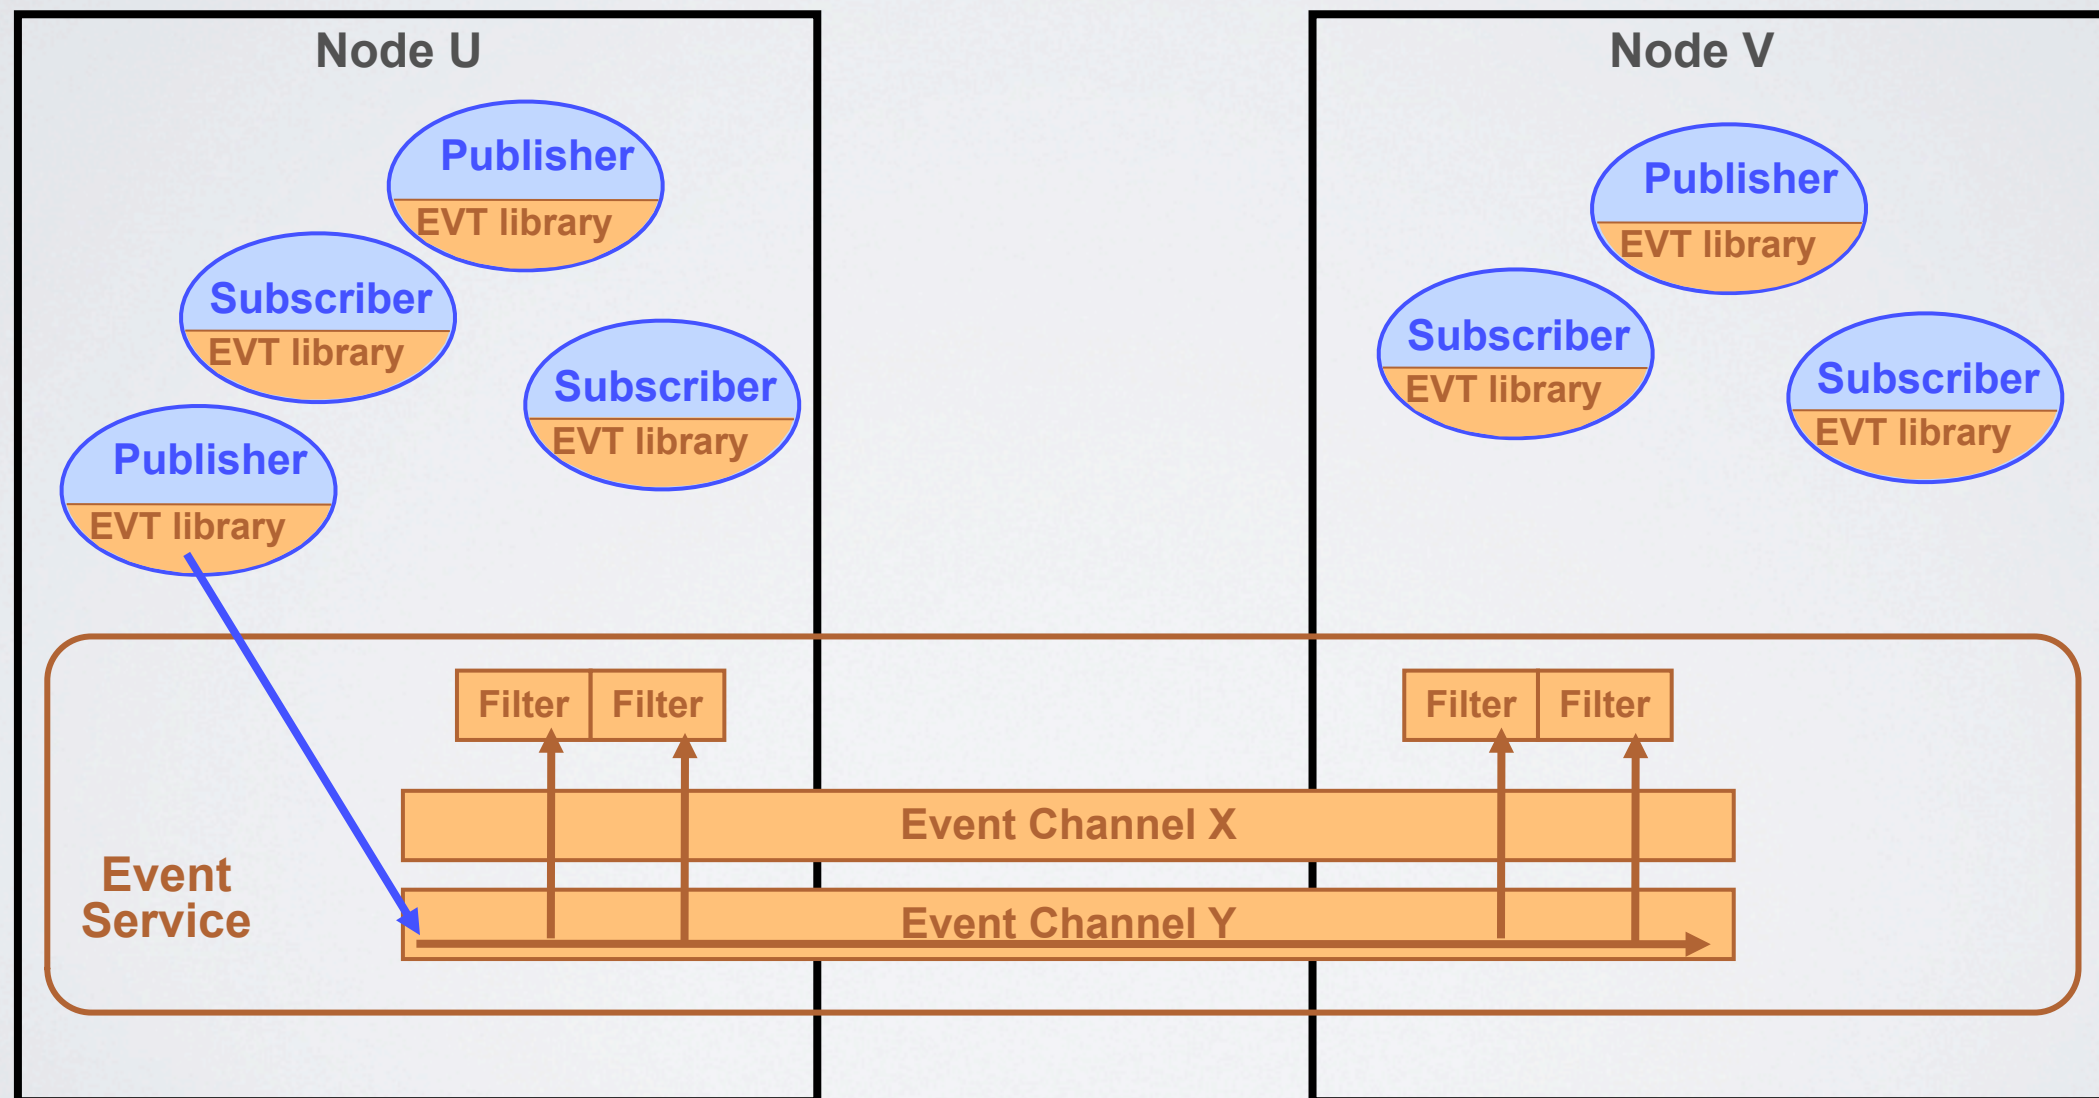 Node U
Publisher
EVT library
Subscriber
EVT library
Subscriber
EVT library
Publisher
EVT library
Node V
Publisher
EVT library
Subscriber
EVT library
Subscriber
EVT library
Filter Filter
Filter Filter
Event Channel X
Event Channel Y
Event
Service